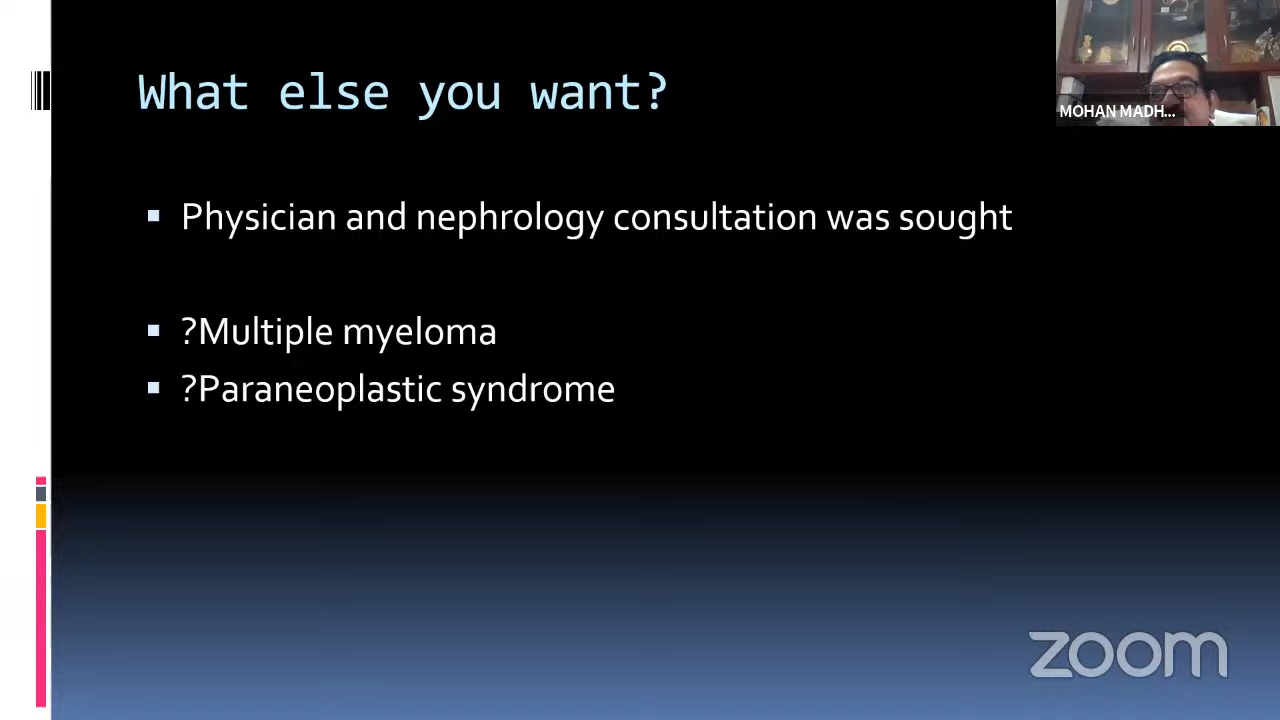 What else you want?
MOHAN MADH...
Physician and nephrology consultation was sought
?Multiple myeloma
?Paraneoplastic syndrome
zoom